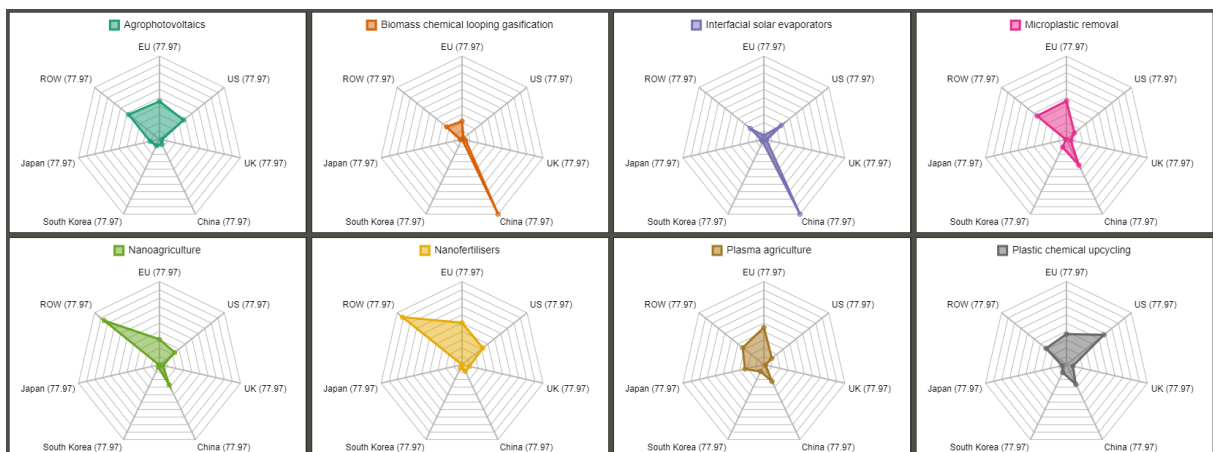 Agrophotovoltaics
EU (77.97)
ROW (77.97)
US (77.97)
Japan (77.97)
UK (77.97)
South Korea (77.97)
China (77.97)
Biomass chemical looping gasification
EU (77.97)
ROW (77.97)
US (77.97)
Japan (77.97)
UK (77.97)
South Korea (77.97)
China (77.97)
Interfacial solar evaporators
EU (77.97)
ROW (77.97)
US (77.97)
Japan (77.97)
UK (77.97)
South Korea (77.97)
China (77.97)
Microplastic removal
EU (77.97)
ROW (77.97)
US (77.97)
Japan (77.97)
UK (77.97)
South Korea (77.97)
China (77.97)
Nanoagriculture
EU (77.97)
ROW (77.97)
US (77.97)
Japan (77.97)
UK (77.97)
South Korea (77.97)
China (77.97)
Nanofertilisers
EU (77.97)
ROW (77.97)
US (77.97)
Japan (77.97)
UK (77.97)
South Korea (77.97)
China (77.97)
Plasma agriculture
EU (77.97)
ROW (77.97)
US (77.97)
Japan (77.97)
UK (77.97)
South Korea (77.97)
China (77.97)
Plastic chemical upcycling
EU (77.97)
ROW (77.97)
US (77.97)
Japan (77.97)
UK (77.97)
South Korea (77.97)
China (77.97)